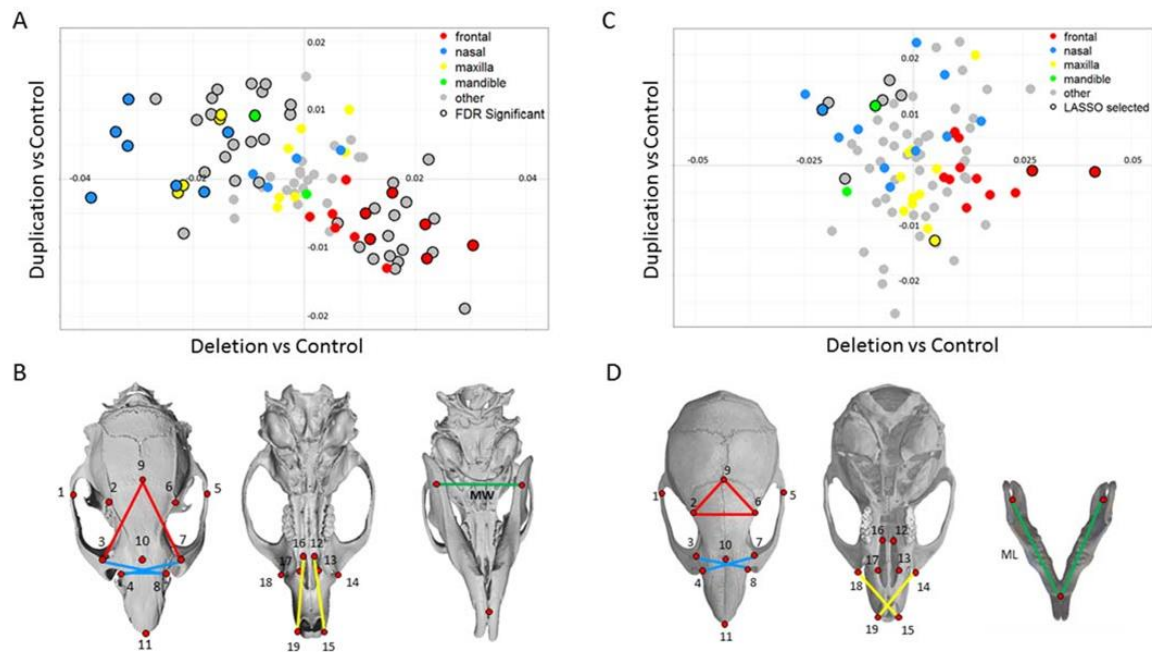 A
0.02
frontal
nasal
maxilla
mandible
other
FDR Significant
0.01
-0.04
-0.02
0.02
0.04
-0.01
-0.02
Duplication vs Control
Deletion vs Control
C
0.02
frontal
nasal
maxilla
mandible
other
LASSO selected
0.01
-0.05
-0.025
0.025
0.05
-0.01
-0.02
Duplication vs Control
Deletion vs Control
B
9
1
2
6
5
3
10
7
4
8
11
16
12
17
13
18
14
19
15
MW
D
9
1
2
6
5
3
10
7
4
8
11
16
12
17
13
18
14
19
15
ML